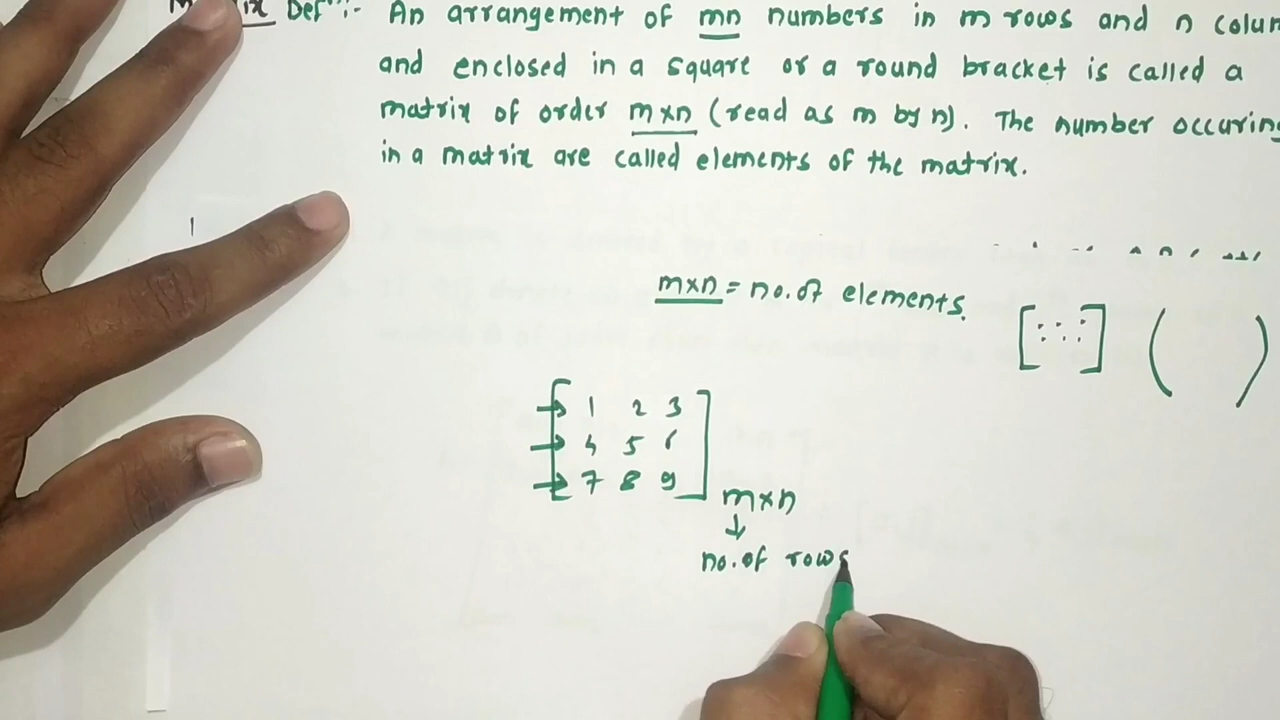 Def :- An arrangement of mn numbers in m rows and n colum
and enclosed in a square or a round bracket is called a
matrix of order m×n (read as m by n). The number occuring
in a matrix are called elements of the matrix.
m×n = no.of elements.
[ ] ( )
1 2 3
4 5 6
7 8 9
m×n
↓
no.of rows